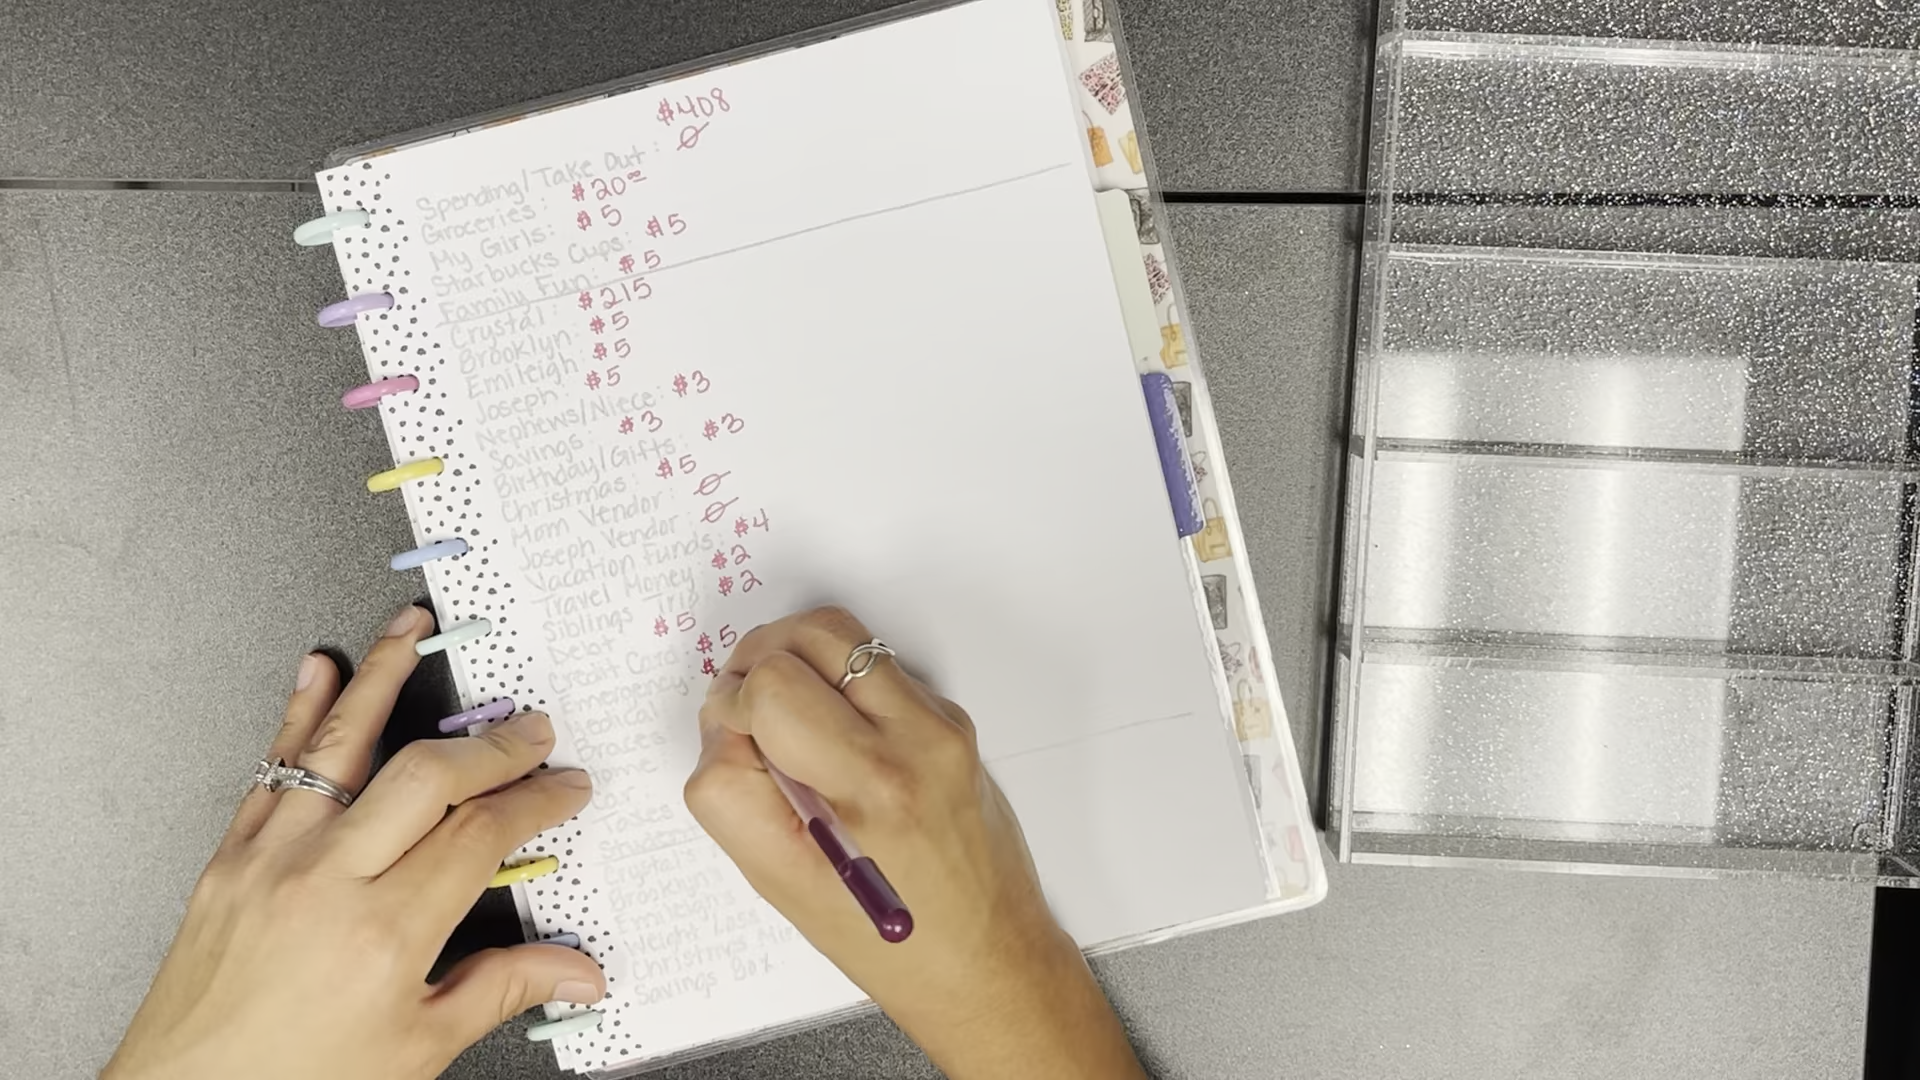 $408
Spending/Take Out: Ø
Groceries: $20.00
My Girls: $5
Starbucks Cups: $5
Family Fun: $5
Crystal: $215
Brooklyn: $5
Emileigh: $5
Joseph: $5
Nephews/Niece: $3
Savings: $3
Birthday/Gifts: $3
Christmas: $5
Mom Vendor: Ø
Joseph Vendor: Ø
Vacation Funds: $4
Travel Money $2
Siblings Trip $2
Debt $5
Credit Card $5
Emergency $
Medical
Braces
Home:
Car
Taxes
Student
Crystal's
Brooklyn's
Emileigh's
Weight Loss
Christmas
Savings Box